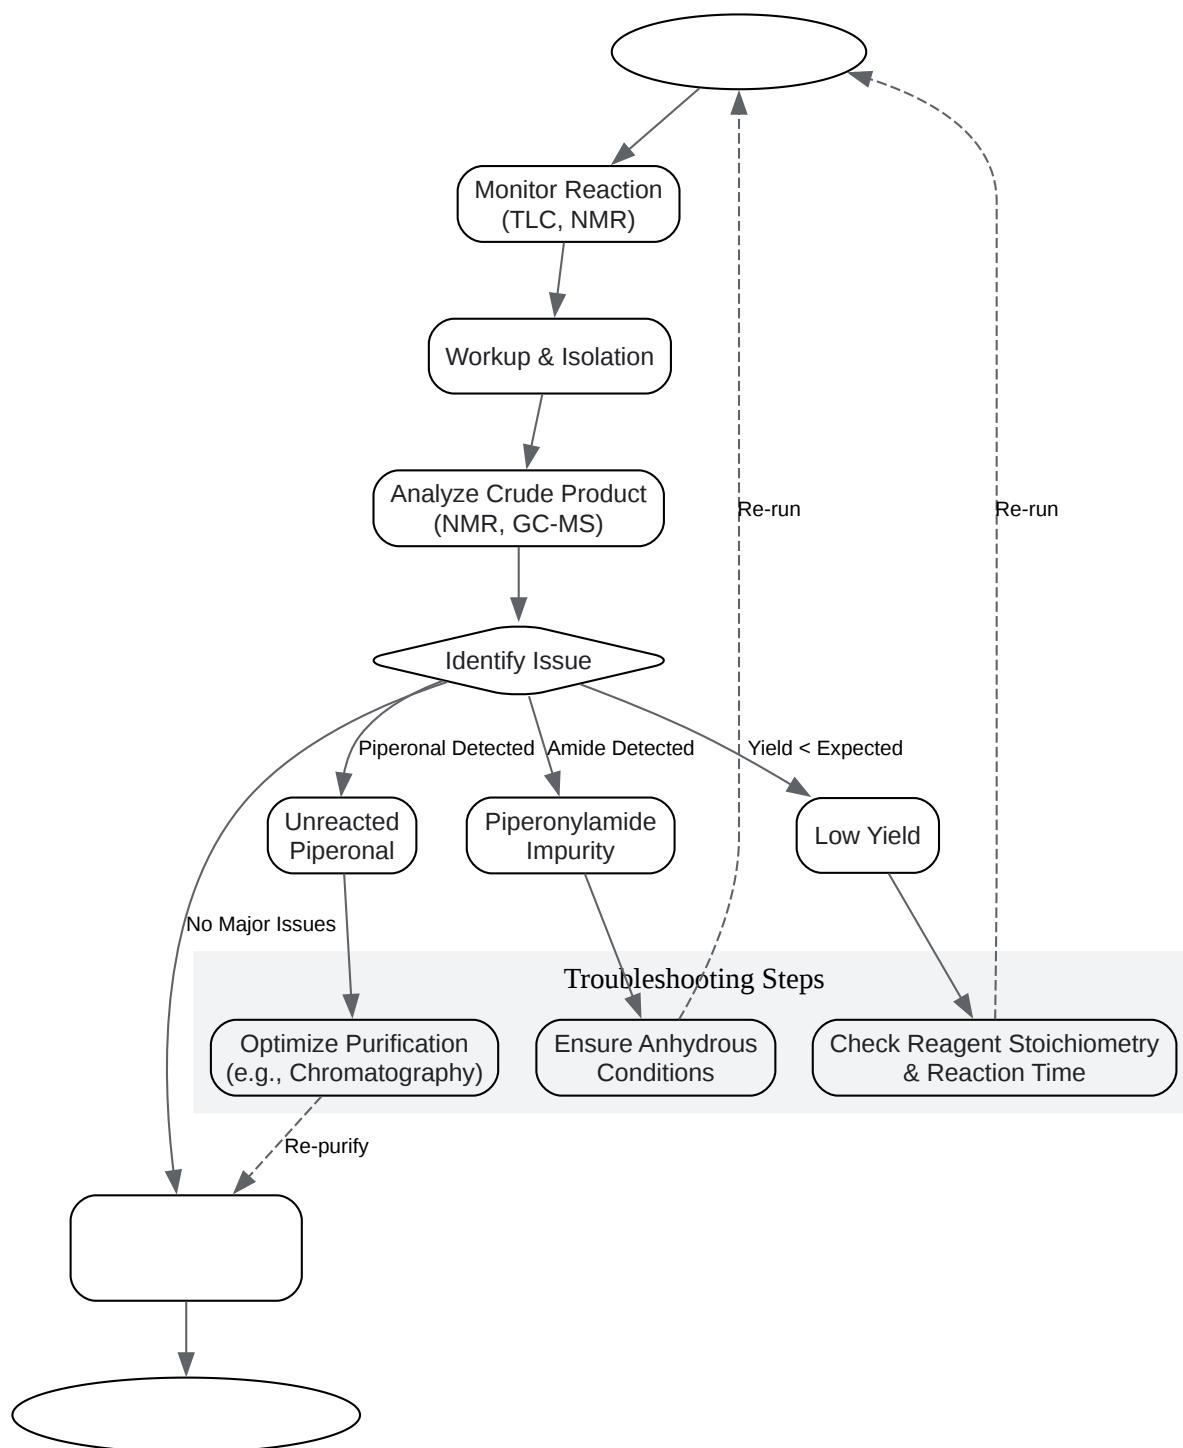 Monitor Reaction
(TLC, NMR)
Workup & Isolation
Analyze Crude Product
(NMR, GC-MS)
Re-run
Re-run
Identify Issue
Piperonal Detected
Amide Detected
Yield < Expected
Unreacted
Piperonal
Piperonylamide
Impurity
Low Yield
No Major Issues
Troubleshooting Steps
Optimize Purification
(e.g., Chromatography)
Ensure Anhydrous
Conditions
Check Reagent Stoichiometry
& Reaction Time
Re-purify